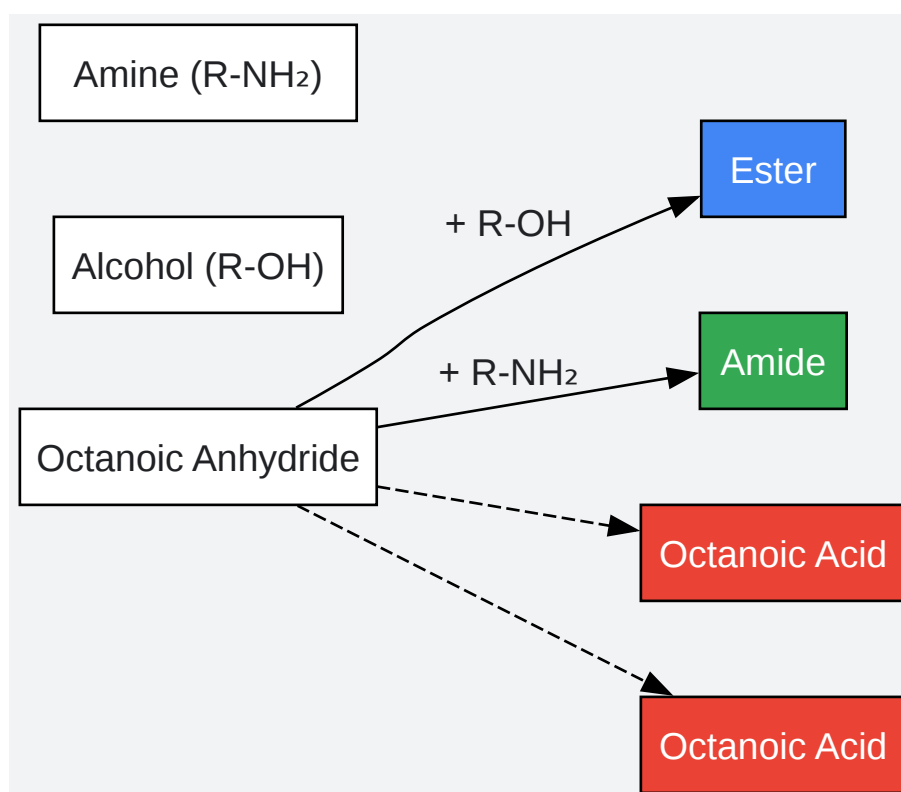 Amine (R-NH₂)
Ester
+ R-OH
Alcohol (R-OH)
Amide
+ R-NH₂
Octanoic Anhydride
Octanoic Acid
Octanoic Acid